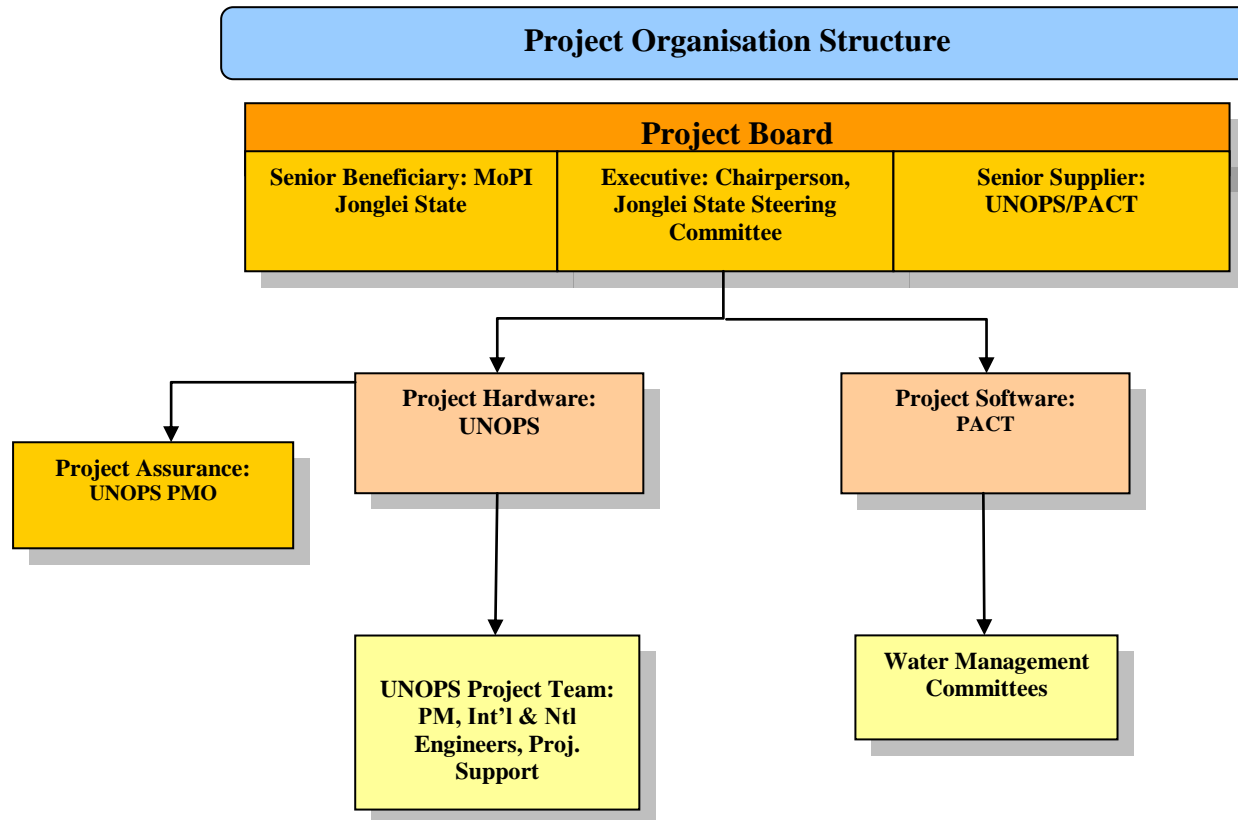 Project Organisation Structure
Project Board
Senior Beneficiary: MoPI
Jonglei State
Executive: Chairperson,
Jonglei State Steering
Committee
Senior Supplier:
UNOPS/PACT
Project Hardware:
UNOPS
Project Software:
PACT
Project Assurance:
UNOPS PMO
UNOPS Project Team:
PM, Int’l & Ntl
Engineers, Proj.
Support
Water Management
Committees